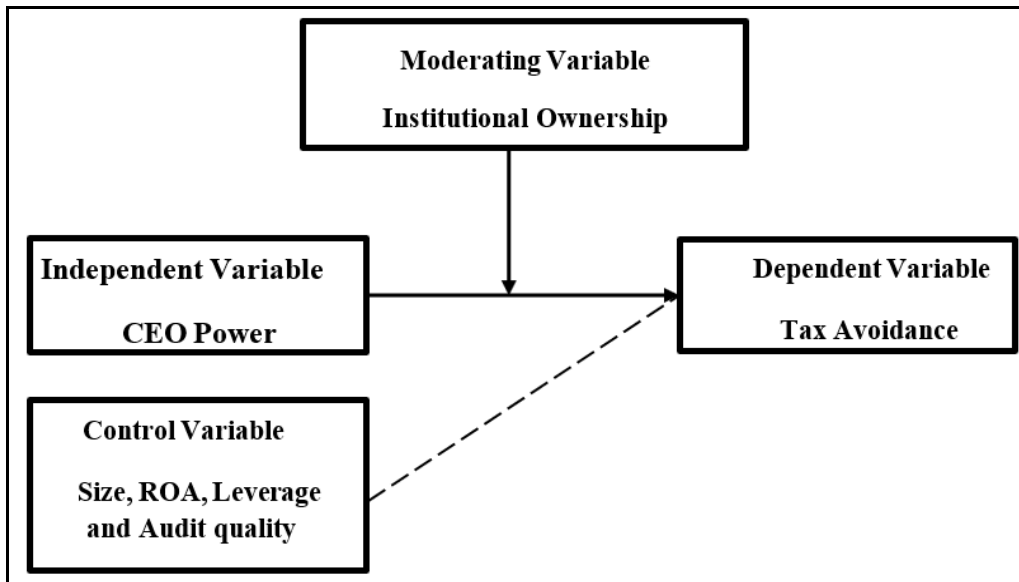 Moderating Variable
Institutional Ownership
Independent Variable
CEO Power
Dependent Variable
Tax Avoidance
Control Variable
Size, ROA, Leverage
and Audit quality